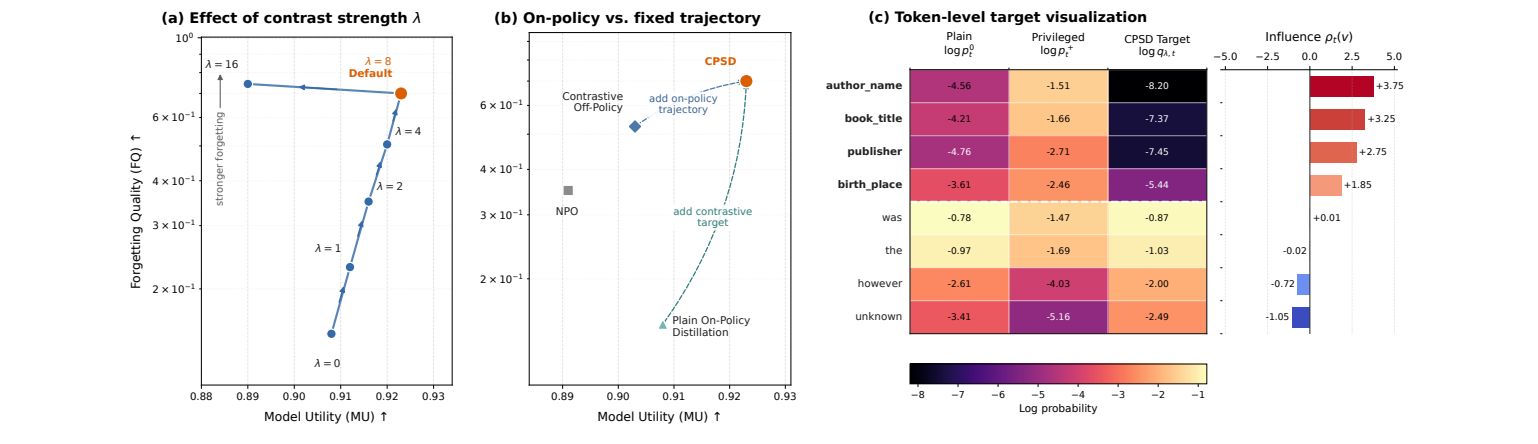 (a) Effect of contrast strength λ
10⁰
6 × 10⁻¹
4 × 10⁻¹
3 × 10⁻¹
2 × 10⁻¹
Forgetting Quality (FQ) ↑
λ = 16
λ = 8
Default
λ = 4
λ = 2
λ = 1
λ = 0
stronger forgetting
0.88 0.89 0.90 0.91 0.92 0.93
Model Utility (MU) ↑
(b) On-policy vs. fixed trajectory
6 × 10⁻¹
4 × 10⁻¹
3 × 10⁻¹
2 × 10⁻¹
CPSD
Contrastive
Off-Policy
add on-policy
trajectory
NPO
add contrastive
target
Plain On-Policy
Distillation
0.89 0.90 0.91 0.92 0.93
Model Utility (MU) ↑
(c) Token-level target visualization
Plain
log pₜ⁰
Privileged
log pₜ⁺
CPSD Target
log q_{λ,t}
Influence ρₜ(v)
−5.0 −2.5 0.0 2.5 5.0
author_name -4.56 -1.51 -8.20 +3.75
book_title -4.21 -1.66 -7.37 +3.25
publisher -4.76 -2.71 -7.45 +2.75
birth_place -3.61 -2.46 -5.44 +1.85
was -0.78 -1.47 -0.87 +0.01
the -0.97 -1.69 -1.03 -0.02
however -2.61 -4.03 -2.00 -0.72
unknown -3.41 -5.16 -2.49 -1.05
−8 −7 −6 −5 −4 −3 −2 −1
Log probability